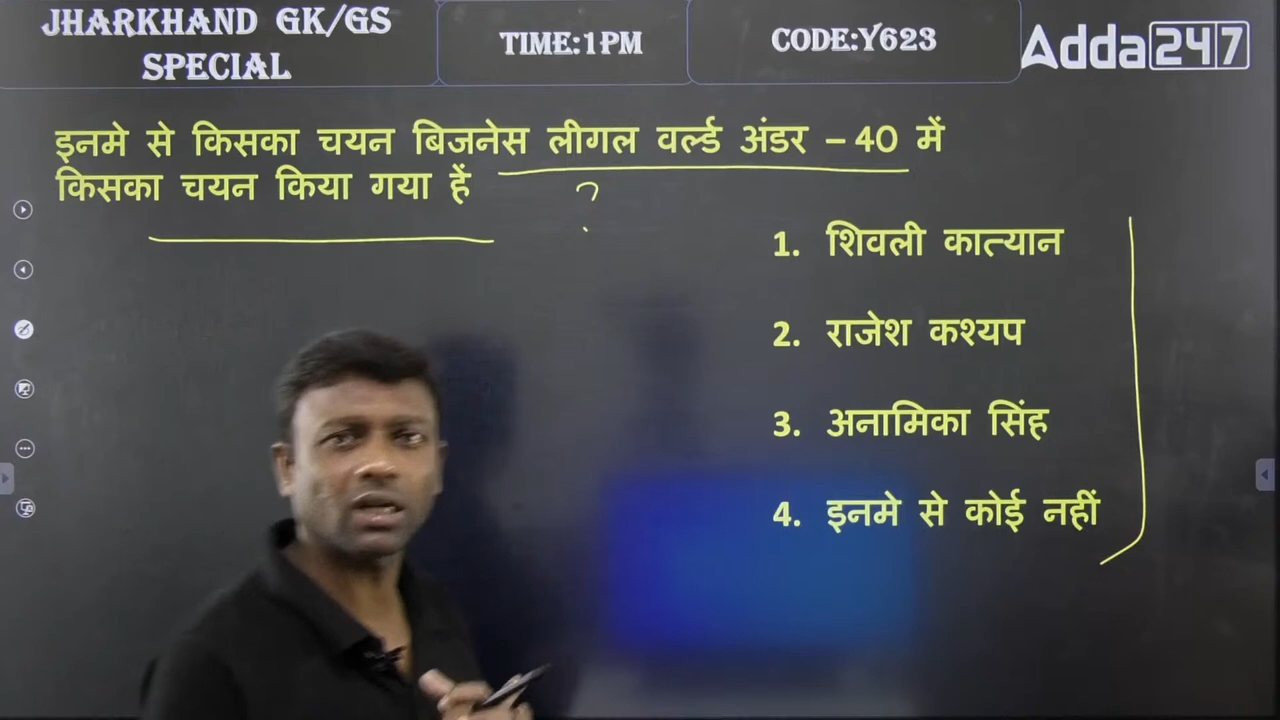 JHARKHAND GK/GS
SPECIAL
TIME:1PM
CODE:Y623
Adda247
इनमे से किसका चयन बिजनेस लीगल वर्ल्ड अंडर – 40 में
किसका चयन किया गया हें
?
1. शिवली कात्यान
2. राजेश कश्यप
3. अनामिका सिंह
4. इनमे से कोई नहीं